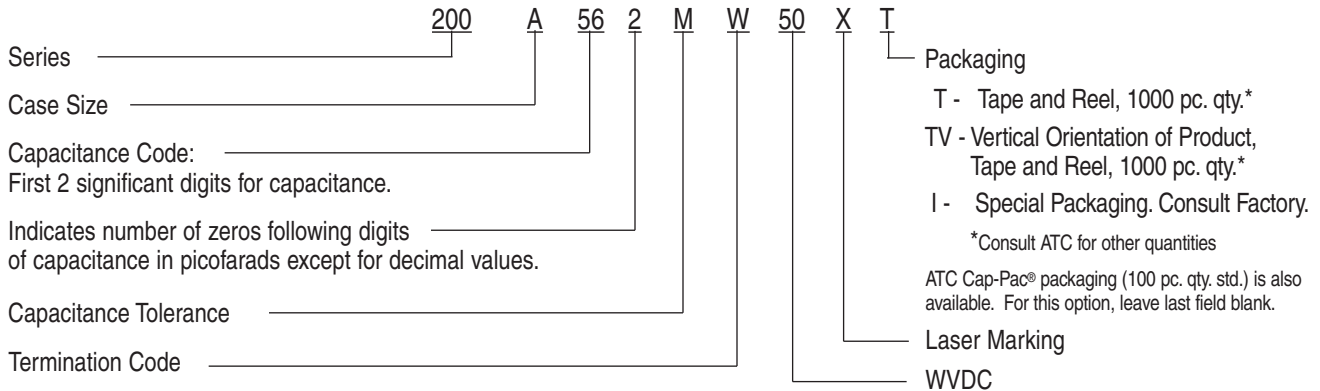 200 A 56 2 M W 50 X T
Series
Case Size
Capacitance Code:
First 2 significant digits for capacitance.
Indicates number of zeros following digits
of capacitance in picofarads except for decimal values.
Capacitance Tolerance
Termination Code
Packaging
T - Tape and Reel, 1000 pc. qty.*
TV - Vertical Orientation of Product,
Tape and Reel, 1000 pc. qty.*
I - Special Packaging. Consult Factory.
*Consult ATC for other quantities
ATC Cap-Pac® packaging (100 pc. qty. std.) is also
available. For this option, leave last field blank.
Laser Marking
WVDC